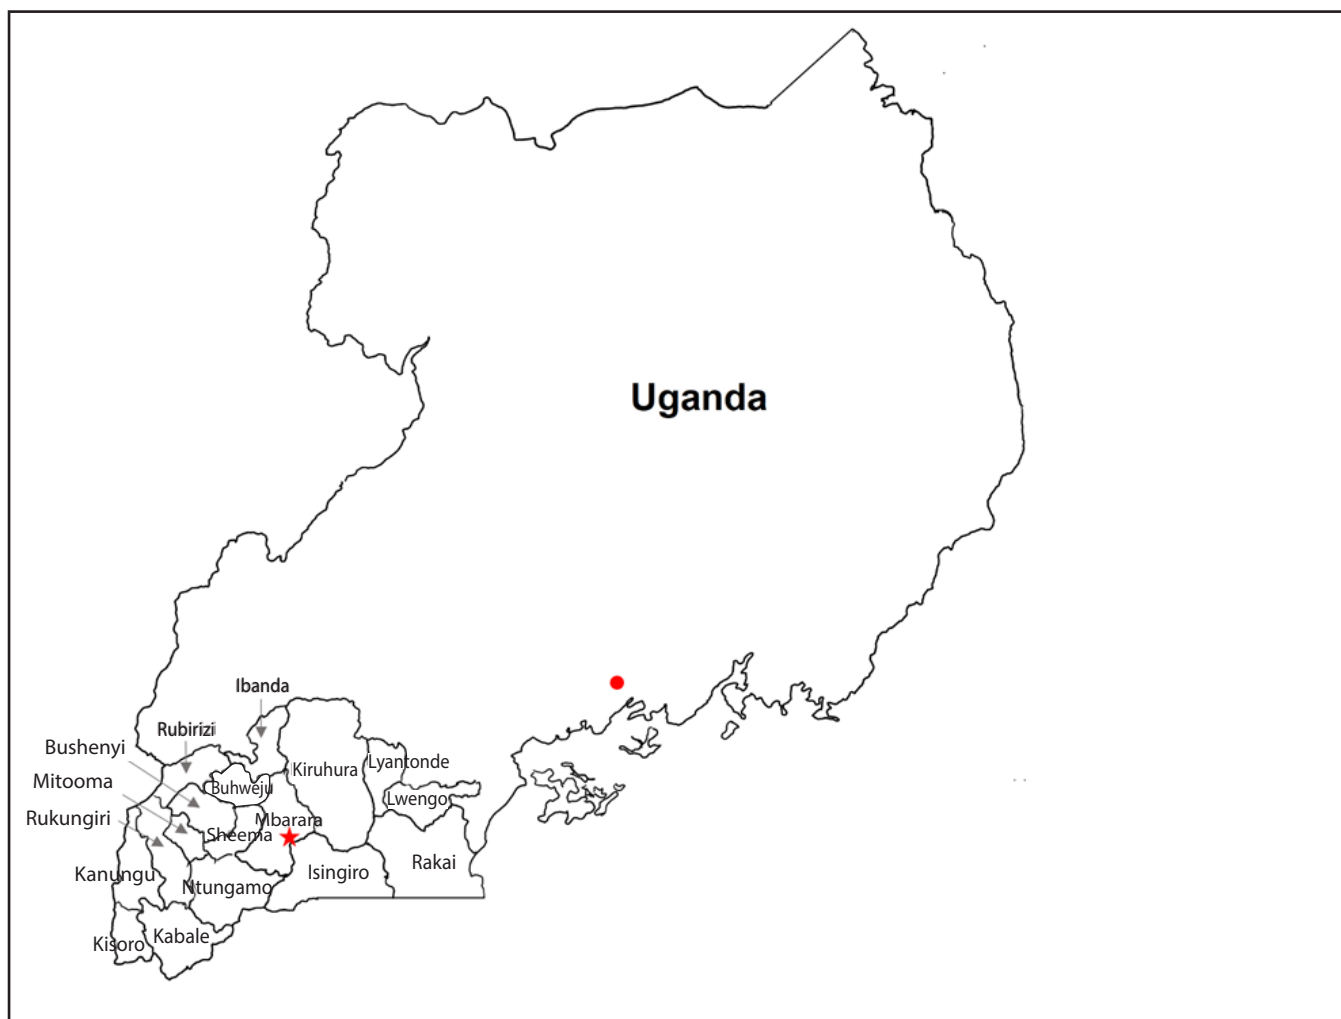 Uganda
Ibanda
Rubirizi
Bushenyi
Mitooma
Rukungiri
Kiruhura
Lyantonde
Buhweju
Lwengo
Mbarara
Sheema
Rakai
Isingiro
Kanungu
Ntungamo
Kabale
Kisoro